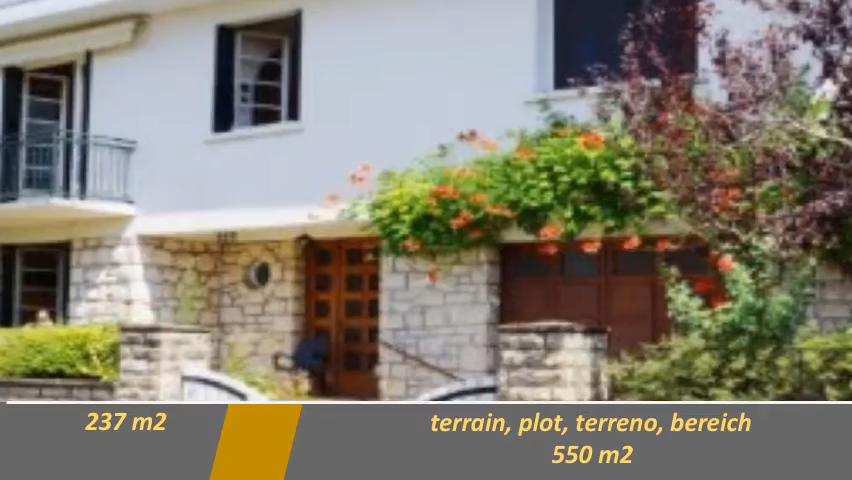 237 m2
terrain, plot, terreno, bereich
550 m2